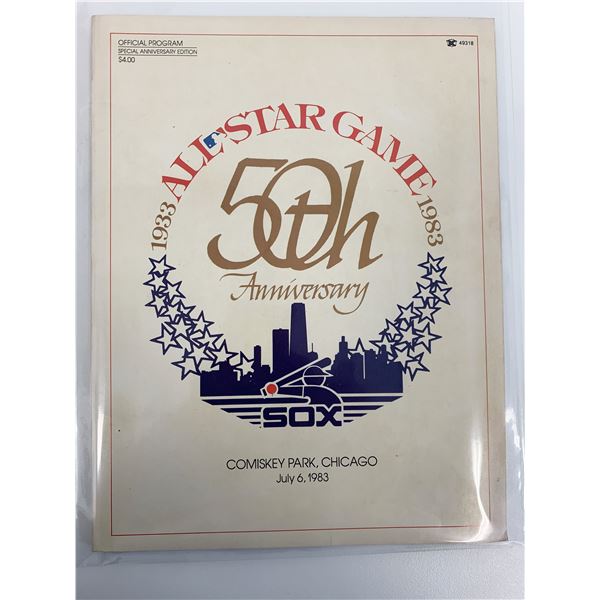 OFFICIAL PROGRAM
SPECIAL ANNIVERSARY EDITION
$4.00
49318
1933 ALL STAR GAME 1983
50th
Anniversary
SOX
COMISKEY PARK, CHICAGO
July 6, 1983